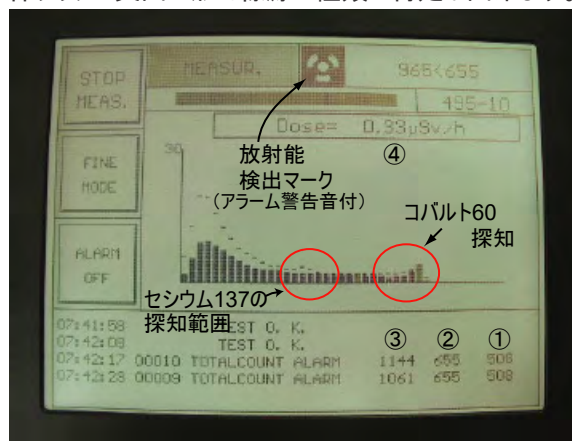 STOP
MEAS.
MEASUR.
965<655
495-10
Dose= 0.33μSv/h
④
30
放射能
検出マーク
(アラーム警告音付)
FINE
MODE
コバルト60
探知
ALARM
OFF
セシウム137の
探知範囲
07:41:58 TEST O. K.
07:42:08 TEST O. K.
③ ② ①
07:42:17 00010 TOTALCOUNT ALARM 1144 655 508
07:42:28 00009 TOTALCOUNT ALARM 1061 655 508